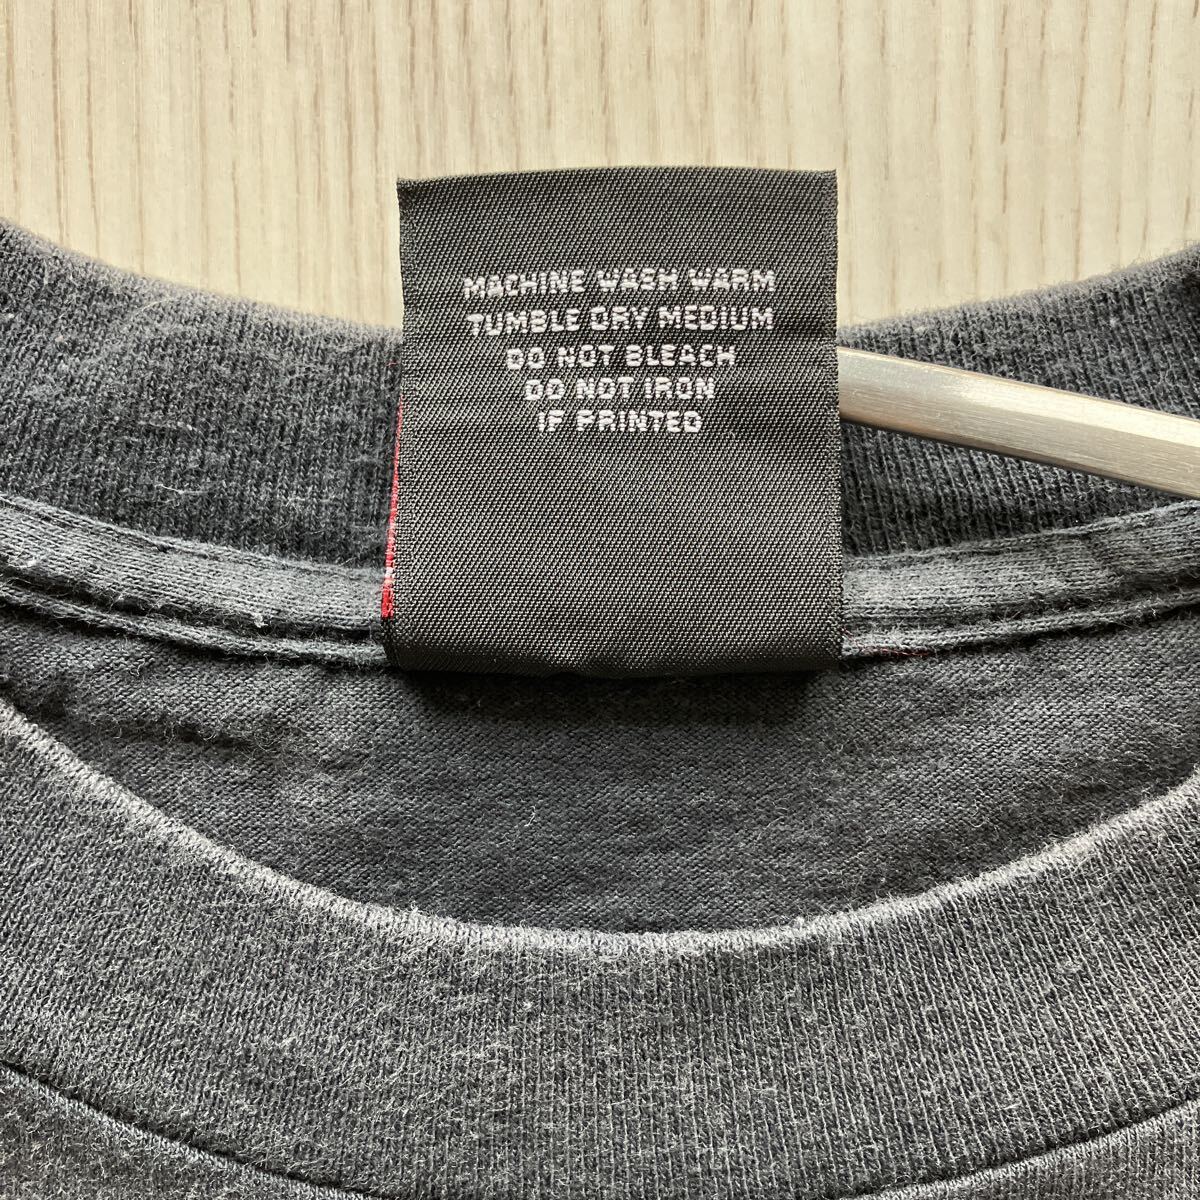 MACHINE WASH WARM
TUMBLE DRY MEDIUM
DO NOT BLEACH
DO NOT IRON
IF PRINTED